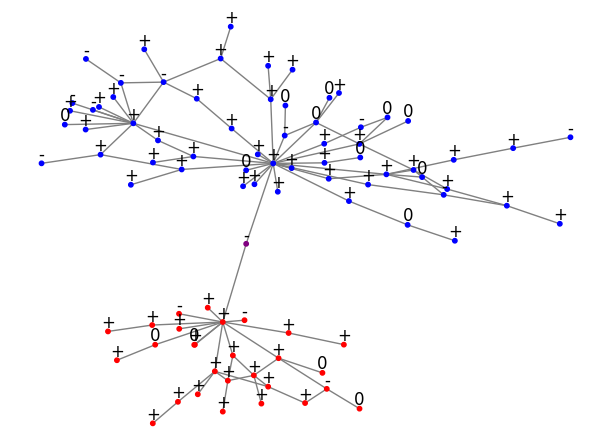 +
+
- +
+ +
- -
+ + + 0 0 +
+ - + 0 + 0 0 0
+ + + - -
+ + + 0
- + + + + + + + -
0 + + + 0
+ + + + + + +
+ + + +
0 +
-
+ - + -
+ + + + +
+ 0 0 +
+ + + 0
+ + + + -
+ + + + + 0
+